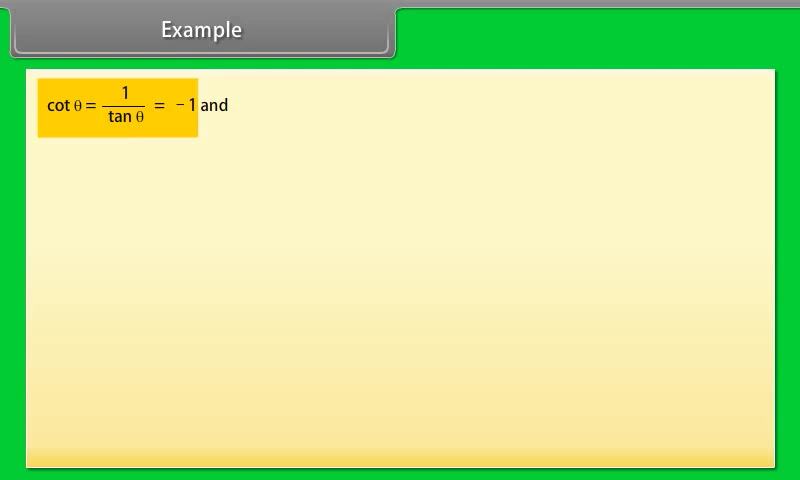 Example
cot θ = 1/tan θ = −1 and